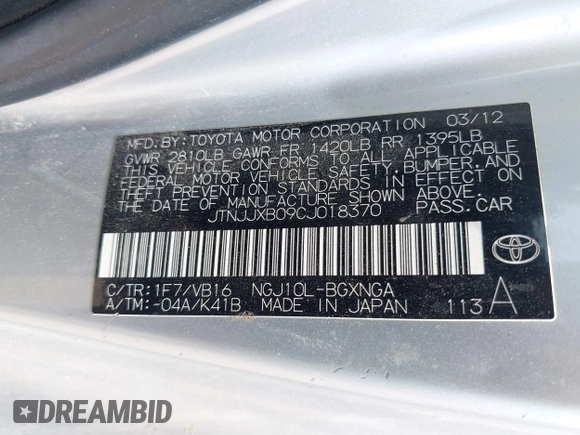 MFD.BY:TOYOTA MOTOR CORPORATION 03/12
GVWR 2810LB GAWR FR 1420LB RR 1395LB
THIS VEHICLE CONFORMS TO ALL APPLICABLE
FEDERAL MOTOR VEHICLE SAFETY,BUMPER,AND
THEFT PREVENTION STANDARDS IN EFFECT ON
THE DATE OF MANUFACTURE SHOWN ABOVE.
JTNJJXB09CJ018370 PASS.CAR
C/TR:1F7/VB16 NGJ10L-BGXNGA
A/TM:-04A/K41B MADE IN JAPAN 113 A
TOYOTA
DREAMBID